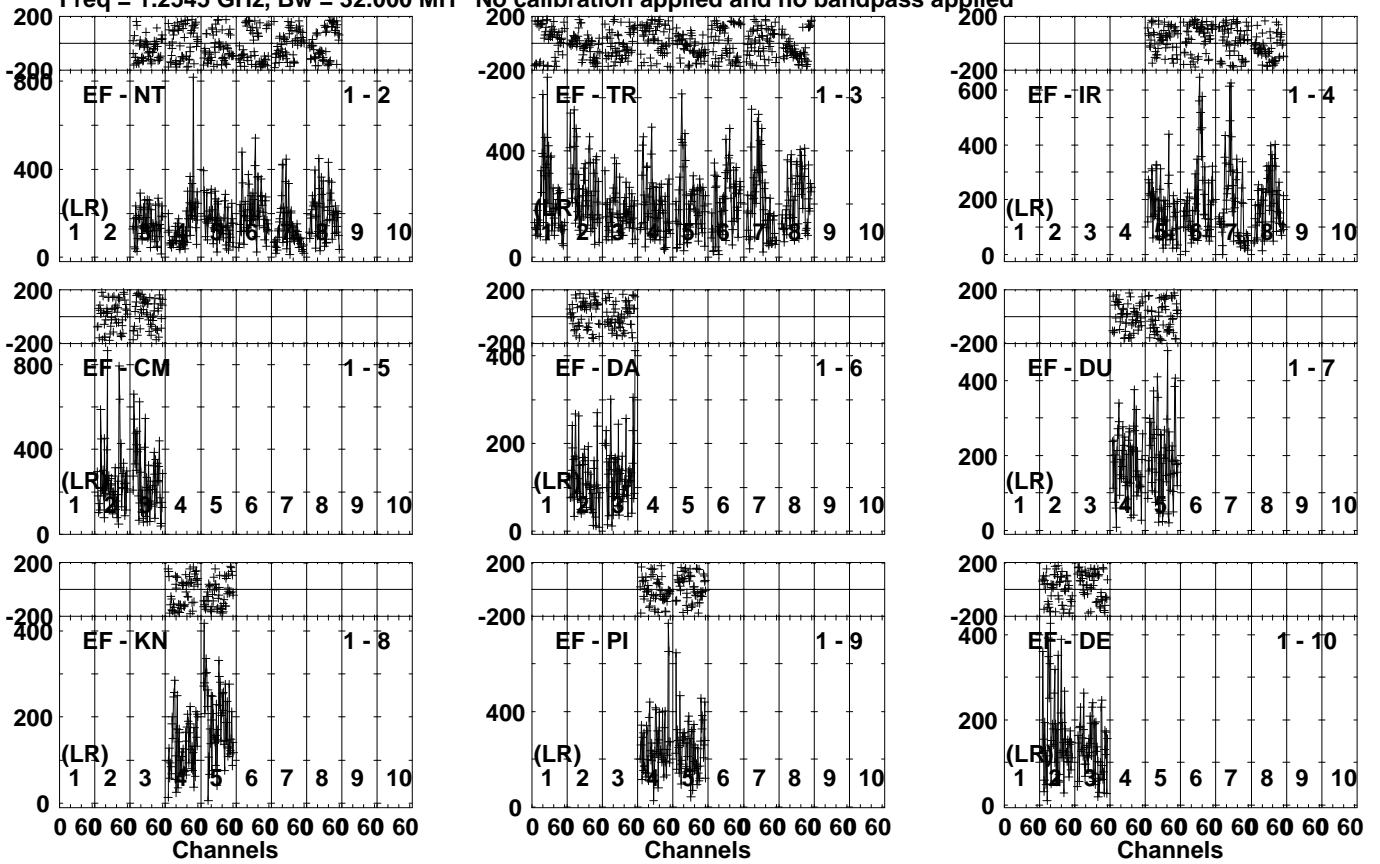 Freq = 1.2545 GHz, Bw = 32.000 MH No calibration applied and no bandpass applied
200
-200
800
400
0
EF - NT 1 - 2
(LR)
1 2 3 4 5 6 7 8 9 10
200
-200
400
0
EF - TR 1 - 3
(LR)
1 2 3 4 5 6 7 8 9 10
200
-200
600
400
200
0
EF - IR 1 - 4
(LR)
1 2 3 4 5 6 7 8 9 10
200
-200
800
400
0
EF - CM 1 - 5
(LR)
1 2 3 4 5 6 7 8 9 10
200
-200
400
200
0
EF - DA 1 - 6
(LR)
1 2 3 4 5 6 7 8 9 10
200
-200
400
200
0
EF - DU 1 - 7
(LR)
1 2 3 4 5 6 7 8 9 10
200
-200
400
200
0
EF - KN 1 - 8
(LR)
1 2 3 4 5 6 7 8 9 10
0 60 60 60 60 60 60 60 60 60 60
Channels
200
-200
400
0
EF - PI 1 - 9
(LR)
1 2 3 4 5 6 7 8 9 10
0 60 60 60 60 60 60 60 60 60 60
Channels
200
-200
400
200
0
EF - DE 1 - 10
(LR)
1 2 3 4 5 6 7 8 9 10
0 60 60 60 60 60 60 60 60 60 60
Channels